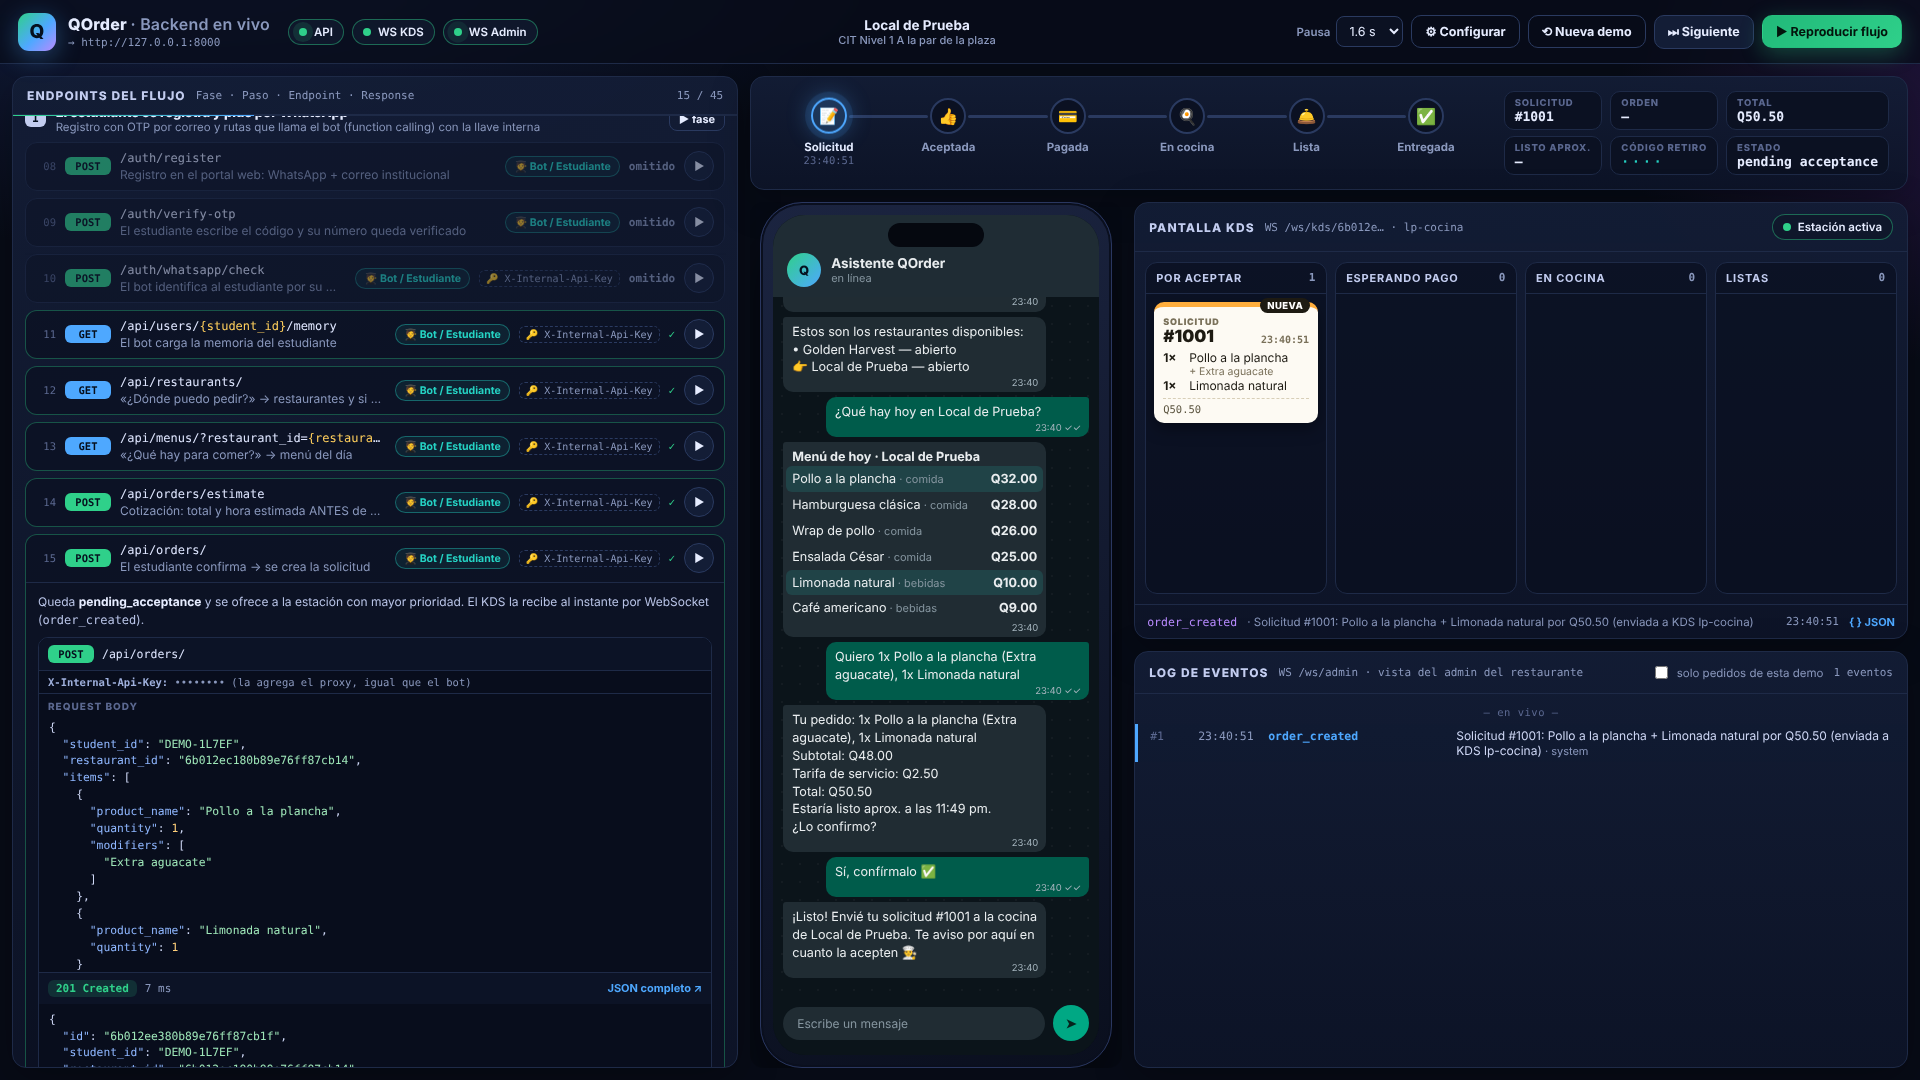 QOrder · Backend en vivo
→ http://127.0.0.1:8000
API
WS KDS
WS Admin
Local de Prueba
CIT Nivel 1 A la par de la plaza
Pausa
1.6 s
⚙ Configurar
⟲ Nueva demo
⏭ Siguiente
▶ Reproducir flujo
ENDPOINTS DEL FLUJO Fase · Paso · Endpoint · Response 15 / 45
Registro con OTP por correo y rutas que llama el bot (function calling) con la llave interna
▶ fase
08 POST /auth/register
Registro en el portal web: WhatsApp + correo institucional
Bot / Estudiante omitido
09 POST /auth/verify-otp
El estudiante escribe el código y su número queda verificado
Bot / Estudiante omitido
10 POST /auth/whatsapp/check
El bot identifica al estudiante por su ...
Bot / Estudiante X-Internal-Api-Key omitido
11 GET /api/users/{student_id}/memory
El bot carga la memoria del estudiante
Bot / Estudiante X-Internal-Api-Key ✓
12 GET /api/restaurants/
«¿Dónde puedo pedir?» → restaurantes y si ...
Bot / Estudiante X-Internal-Api-Key ✓
13 GET /api/menus/?restaurant_id={restaura…
«¿Qué hay para comer?» → menú del día
Bot / Estudiante X-Internal-Api-Key ✓
14 POST /api/orders/estimate
Cotización: total y hora estimada ANTES de ...
Bot / Estudiante X-Internal-Api-Key ✓
15 POST /api/orders/
El estudiante confirma → se crea la solicitud
Bot / Estudiante X-Internal-Api-Key ✓
Queda pending_acceptance y se ofrece a la estación con mayor prioridad. El KDS la recibe al instante por WebSocket
(order_created).
POST /api/orders/
X-Internal-Api-Key: •••••••• (la agrega el proxy, igual que el bot)
REQUEST BODY
{
"student_id": "DEMO-1L7EF",
"restaurant_id": "6b012ec180b89e76ff87cb14",
"items": [
{
"product_name": "Pollo a la plancha",
"quantity": 1,
"modifiers": [
"Extra aguacate"
]
},
{
"product_name": "Limonada natural",
"quantity": 1
}
201 Created 7 ms JSON completo ↗
{
"id": "6b012ee380b89e76ff87cb1f",
"student_id": "DEMO-1L7EF",
Solicitud
23:40:51
Aceptada
Pagada
En cocina
Lista
Entregada
SOLICITUD
#1001
ORDEN
—
TOTAL
Q50.50
LISTO APROX.
—
CÓDIGO RETIRO
····
ESTADO
pending acceptance
Q
Asistente QOrder
en línea
23:40
Estos son los restaurantes disponibles:
• Golden Harvest — abierto
👉 Local de Prueba — abierto
23:40
¿Qué hay hoy en Local de Prueba?
23:40 ✓✓
Menú de hoy · Local de Prueba
Pollo a la plancha · comida Q32.00
Hamburguesa clásica · comida Q28.00
Wrap de pollo · comida Q26.00
Ensalada César · comida Q25.00
Limonada natural · bebidas Q10.00
Café americano · bebidas Q9.00
23:40
Quiero 1x Pollo a la plancha (Extra
aguacate), 1x Limonada natural
23:40 ✓✓
Tu pedido: 1x Pollo a la plancha (Extra
aguacate), 1x Limonada natural
Subtotal: Q48.00
Tarifa de servicio: Q2.50
Total: Q50.50
Estaría listo aprox. a las 11:49 pm.
¿Lo confirmo?
23:40
Sí, confírmalo ✅
23:40 ✓✓
¡Listo! Envié tu solicitud #1001 a la cocina
de Local de Prueba. Te aviso por aquí en
cuanto la acepten
23:40
Escribe un mensaje
PANTALLA KDS WS /ws/kds/6b012e… · lp-cocina
Estación activa
POR ACEPTAR 1
ESPERANDO PAGO 0
EN COCINA 0
LISTAS 0
NUEVA
SOLICITUD
#1001 23:40:51
1× Pollo a la plancha
+ Extra aguacate
1× Limonada natural
Q50.50
order_created · Solicitud #1001: Pollo a la plancha + Limonada natural por Q50.50 (enviada a KDS lp-cocina) 23:40:51 { } JSON
LOG DE EVENTOS WS /ws/admin · vista del admin del restaurante
solo pedidos de esta demo 1 eventos
— en vivo —
#1 23:40:51 order_created Solicitud #1001: Pollo a la plancha + Limonada natural por Q50.50 (enviada a
KDS lp-cocina) · system